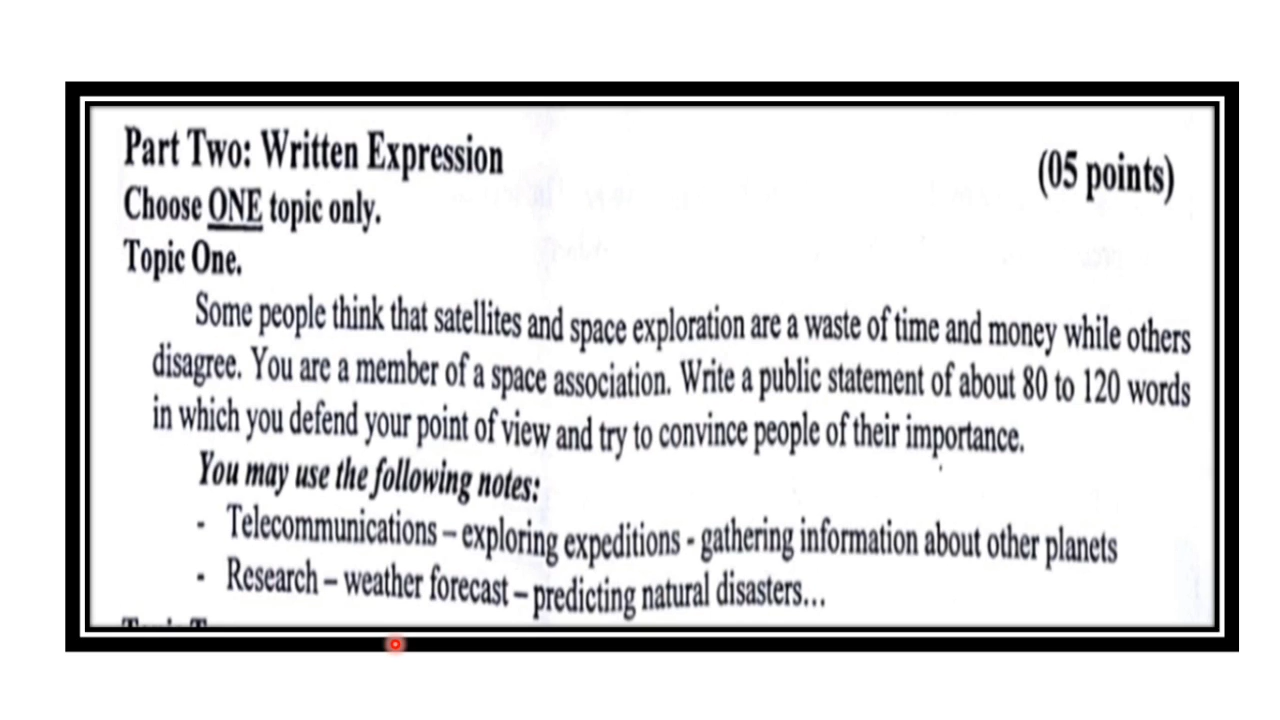 Part Two: Written Expression
(05 points)
Choose ONE topic only.
Topic One.
Some people think that satellites and space exploration are a waste of time and money while others
disagree. You are a member of a space association. Write a public statement of about 80 to 120 words
in which you defend your point of view and try to convince people of their importance.
You may use the following notes:
- Telecommunications – exploring expeditions - gathering information about other planets
- Research – weather forecast – predicting natural disasters...